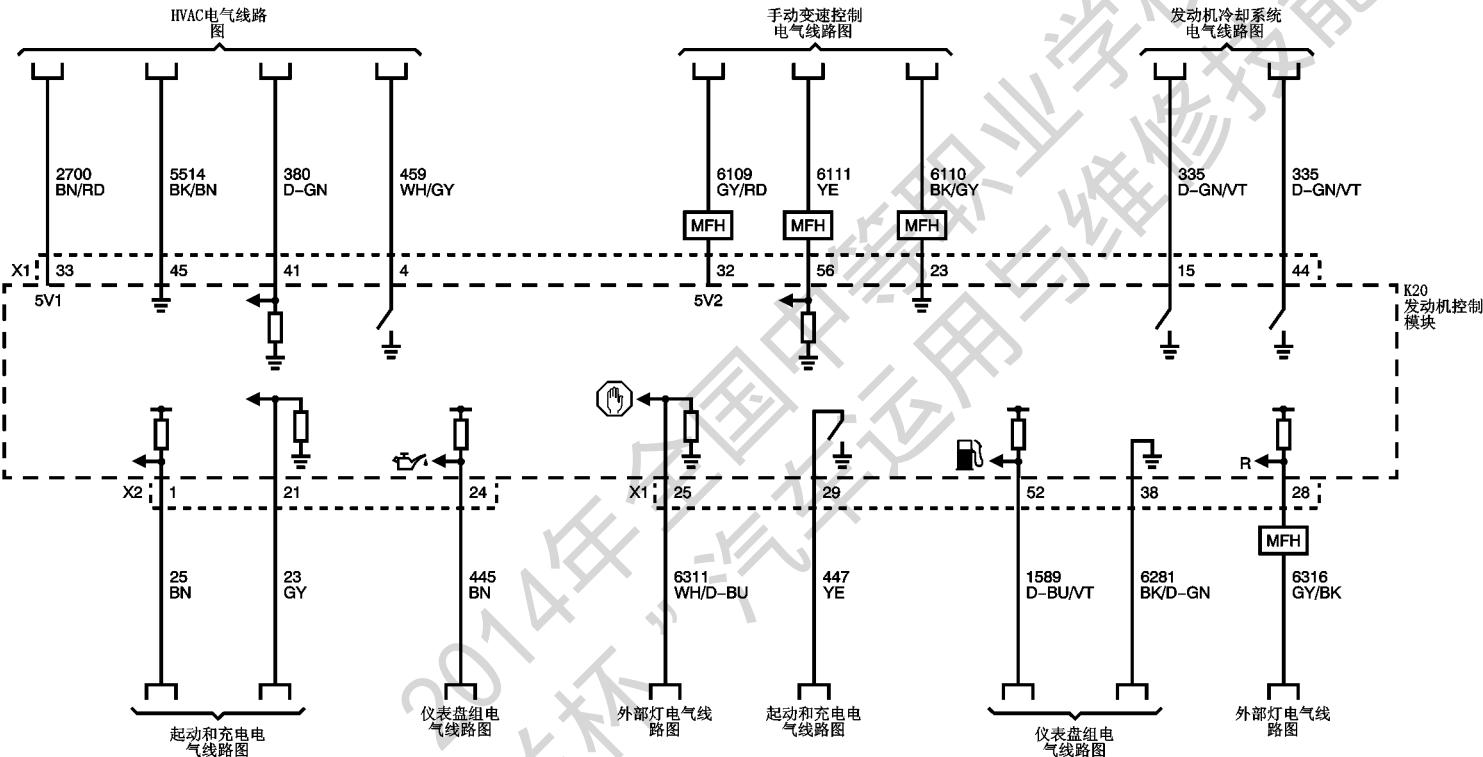 HVAC电气线路
图
手动变速控制
电气线路图
发动机冷却系统
电气线路图
2700
BN/RD
5514
BK/BN
380
D-GN
459
WH/GY
6109
GY/RD
6111
YE
6110
BK/GY
335
D-GN/VT
335
D-GN/VT
MFH
MFH
MFH
X1 33 45 41 4 32 56 23 15 44
5V1
5V2
K20
发动机控制
模块
R
X2 1 21 24 X1 25 29 52 38 28
MFH
25
BN
23
GY
445
BN
6311
WH/D-BU
447
YE
1589
D-BU/VT
6281
BK/D-GN
6316
GY/BK
起动和充电电
气线路图
仪表盘组电
气线路图
外部灯电气线
路图
起动和充电电
气线路图
仪表盘组电
气线路图
外部灯电气线
路图
2014年全国中等职业学校
杯”汽车运用与维修技能